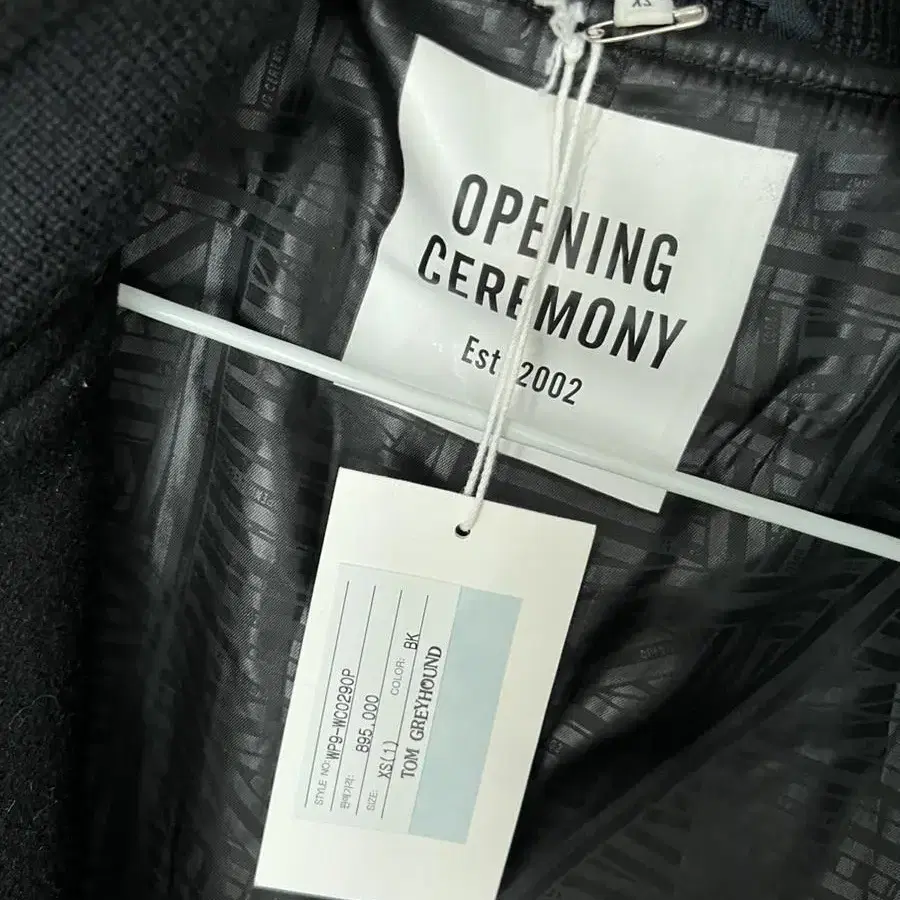 OPENING
CEREMONY
Est. 2002
STYLE NO: WP9-WC0290P
판매가격: 895,000
SIZE: XS(1) COLOR: BK
TOM GREYHOUND